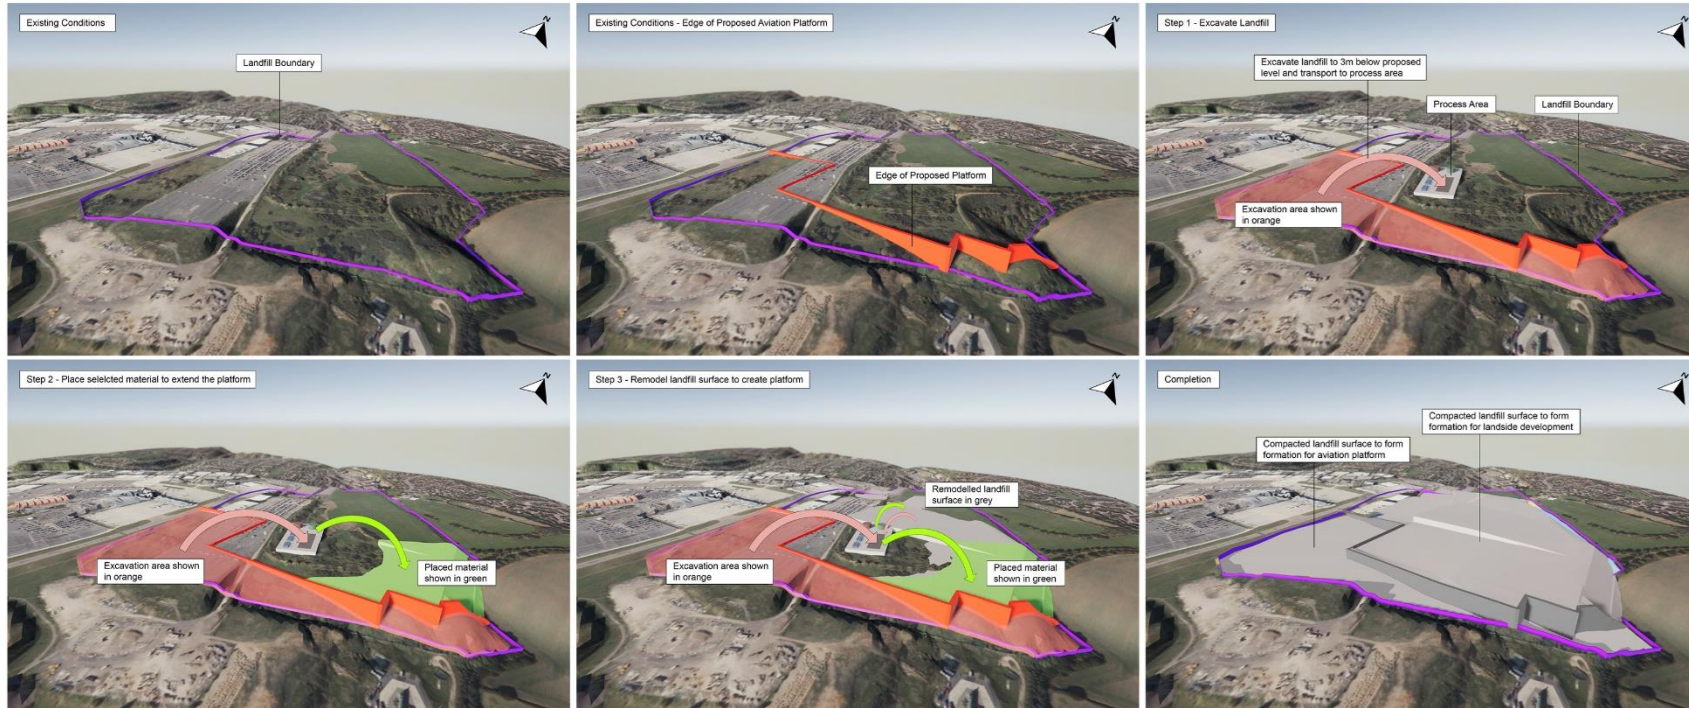 Existing Conditions
Landfill Boundary
Existing Conditions - Edge of Proposed Aviation Platform
Edge of Proposed Platform
Step 1 - Excavate Landfill
Excavate landfill to 3m below proposed
level and transport to process area
Process Area
Landfill Boundary
Excavation area shown
in orange
Step 2 - Place selelcted material to extend the platform
Excavation area shown
in orange
Placed material
shown in green
Step 3 - Remodel landfill surface to create platform
Remodelled landfill
surface in grey
Excavation area shown
in orange
Placed material
shown in green
Completion
Compacted landfill surface to form
formation for landside development
Compacted landfill surface to form
formation for aviation platform